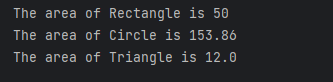 The area of Rectangle is 50
The area of Circle is 153.86
The area of Triangle is 12.0